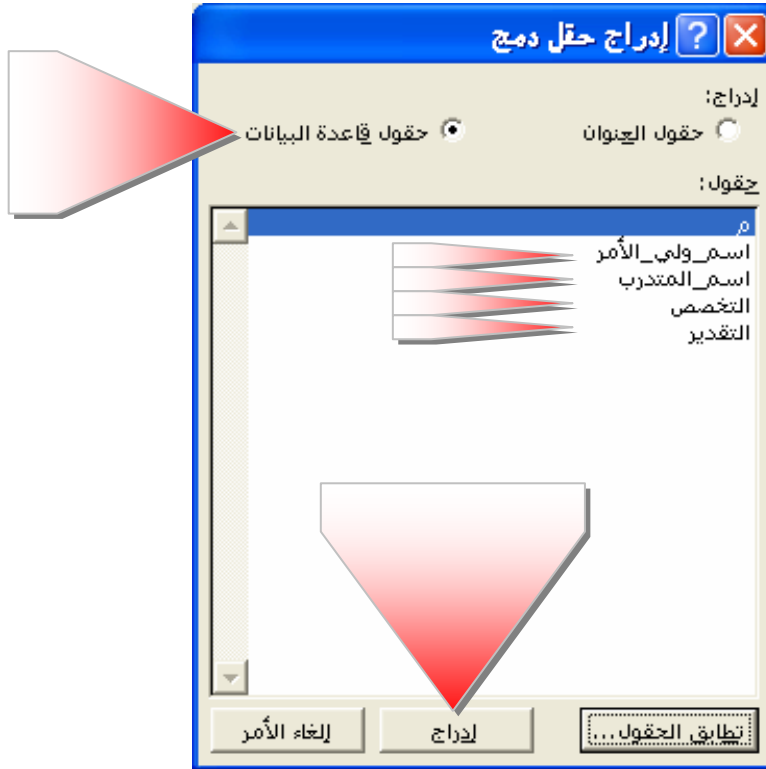 إدراج حقل دمج
إدراج:
حقول العنوان
حقول قاعدة البيانات
حقول:
م
اسم_ولي_الأمر
اسم_المتدرب
التخصص
التقدير
تطابق الحقول...
إدراج
إلغاء الأمر